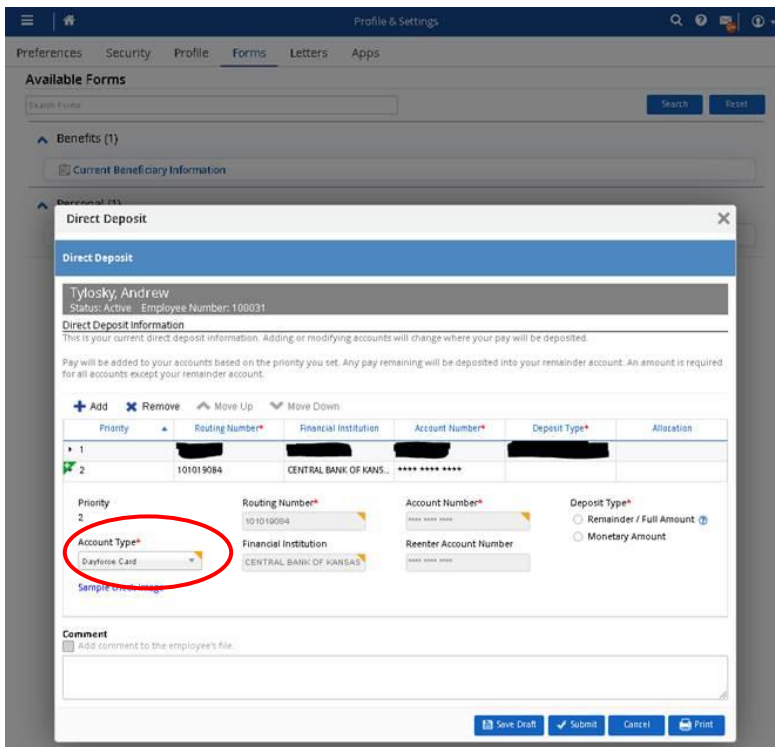 Profile & Settings
Preferences Security Profile Forms Letters Apps
Available Forms
Search Forms
Search Reset
Benefits (1)
Current Beneficiary Information
Personal (1)
Direct Deposit
Direct Deposit
Tylosky, Andrew
Status: Active Employee Number: 100031
Direct Deposit Information
This is your current direct deposit information. Adding or modifying accounts will change where your pay will be deposited.
Pay will be added to your accounts based on the priority you set. Any pay remaining will be deposited into your remainder account. An amount is required
for all accounts except your remainder account.
Add Remove Move Up Move Down
Priority Routing Number* Financial Institution Account Number* Deposit Type* Allocation
1
2 101019084 CENTRAL BANK OF KANS... **** **** ****
Priority Routing Number* Account Number* Deposit Type*
2 101019084 **** **** **** Remainder / Full Amount
Account Type* Financial Institution Reenter Account Number Monetary Amount
Dayforce Card CENTRAL BANK OF KANSAS **** **** ****
Sample check image
Comment
Add comment to the employee's file.
Save Draft Submit Cancel Print